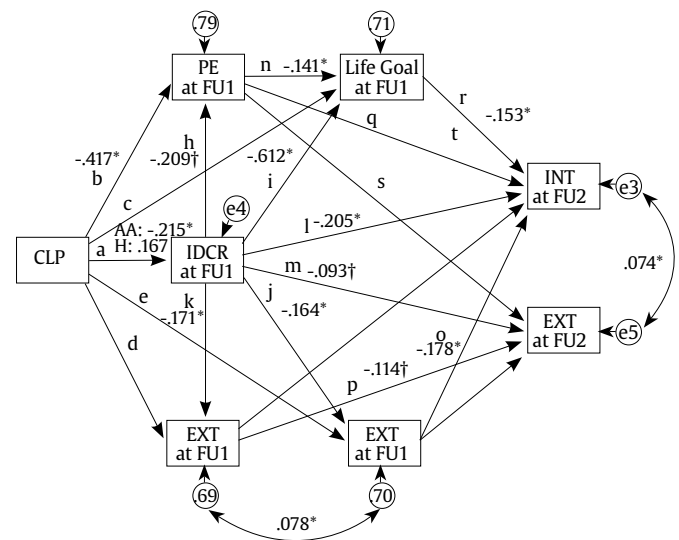 .79
.71
PE
at FU1
n -.141*
Life Goal
at FU1
r
-.153*
q
t
h
-.209†
-.417*
b
-.612*
i
s
c
INT
at FU2
e3
e4
AA: -.215*
a
H: .167
CLP
IDCR
at FU1
l -.205*
m -.093†
.074*
e
k
-.171*
j
-.164*
o
-.178*
EXT
at FU2
e5
d
p -.114†
EXT
at FU1
EXT
at FU1
.69
.70
.078*